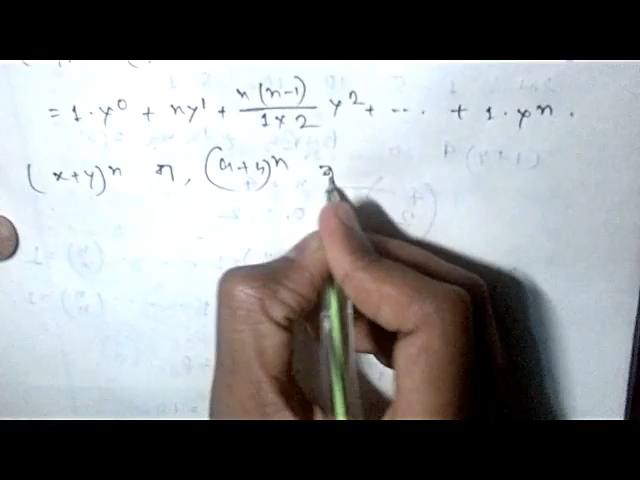 = 1 · y⁰ + ny¹ + n(n-1)/1×2 y² + ... + 1 · yⁿ .
(x+y)ⁿ বা, (a+b)ⁿ